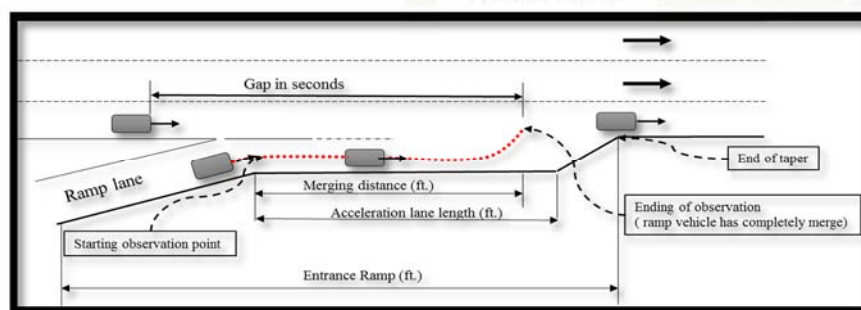 Gap in seconds
Ramp lane
End of taper
Merging distance (ft.)
Acceleration lane length (ft.)
Ending of observation
( ramp vehicle has completely merge)
Starting observation point
Entrance Ramp (ft.)